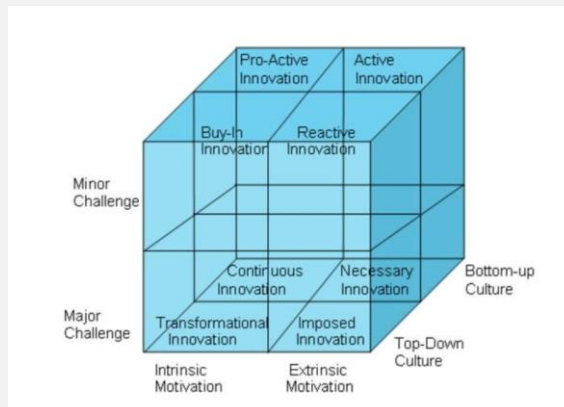 Pro-Active
Innovation
Active
Innovation
Buy-In
Innovation
Reactive
Innovation
Minor
Challenge
Continuous
Innovation
Necessary
Innovation
Bottom-up
Culture
Major
Challenge
Transformational
Innovation
Imposed
Innovation
Top-Down
Culture
Intrinsic
Motivation
Extrinsic
Motivation